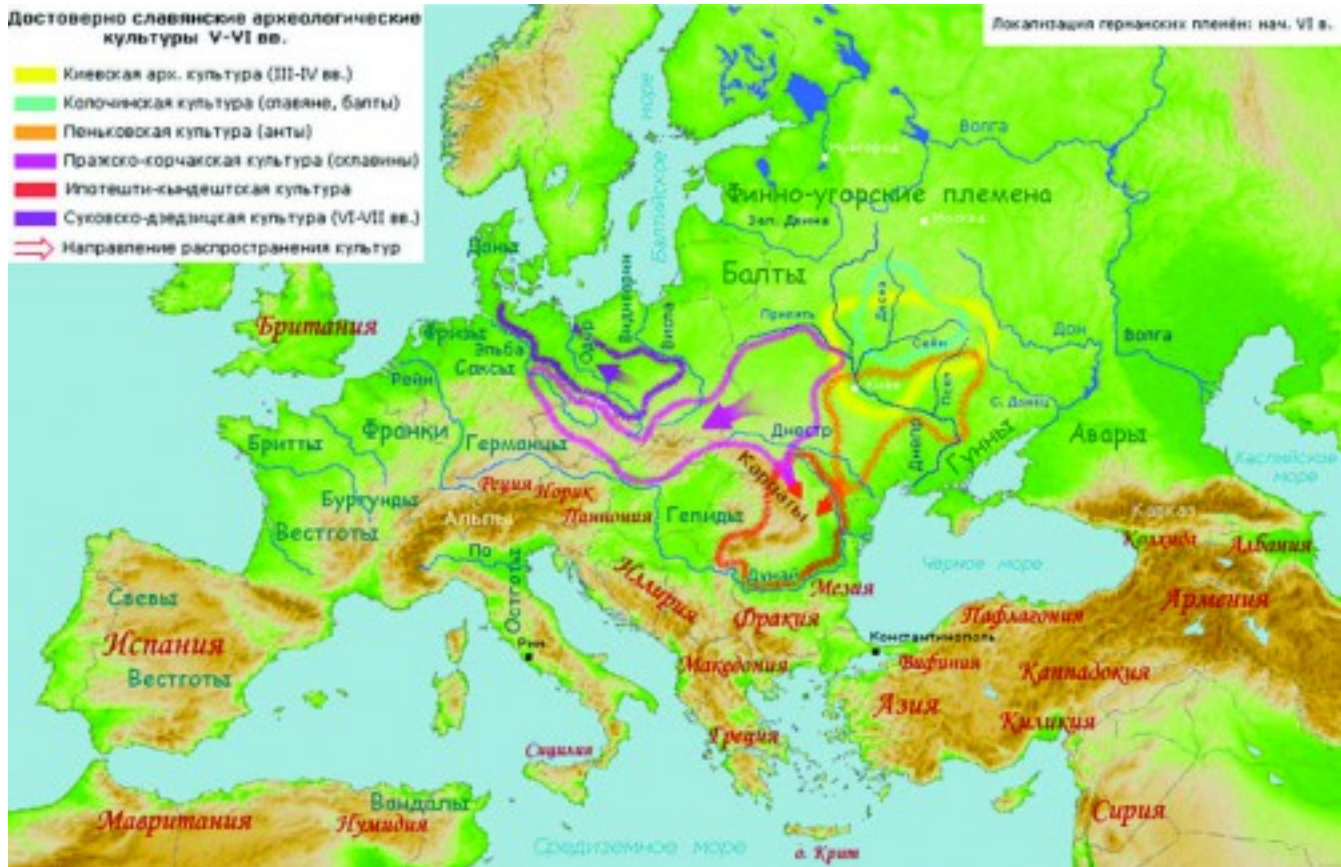 Достоверно славянские археологические
культуры V-VI вв.
Киевская арх. культура (III-IV вв.)
Колочинская культура (славяне, балты)
Пеньковская культура (анты)
Пражско-корчакская культура (склавины)
Ипотешти-кындештская культура
Суковско-дзедзицкая культура (VI-VII вв.)
Направление распространения культур
Локализация германских племён: нач. VI в.
Волга
Новгород
Финно-угорские племена
Балтийское море
Зап. Двина
Москва
Даны
Балты
Британия
Фризы
Эльба
Саксы
Одер
Видиварии
Висла
Припять
Десна
Сейм
Дон
Волга
Рейн
Киев
Псел
С. Донец
Бритты
Франки
Германцы
Днестр
Днепр
Гунны
Авары
Каспийское
море
Бургунды
Реция
Норик
Карпаты
Вестготы
Альпы
Паннония
Гепиды
Кавказ
По
Остготы
Колхида
Албания
Свевы
Иллирия
Дунай
Мезия
Чёрное море
Испания
Фракия
Пафлагония
Армения
Рим
Константинополь
Вестготы
Македония
Вифиния
Каппадокия
Азия
Греция
Киликия
Сицилия
Вандалы
Мавритания
Нумидия
Сирия
Средиземное море
о. Крит